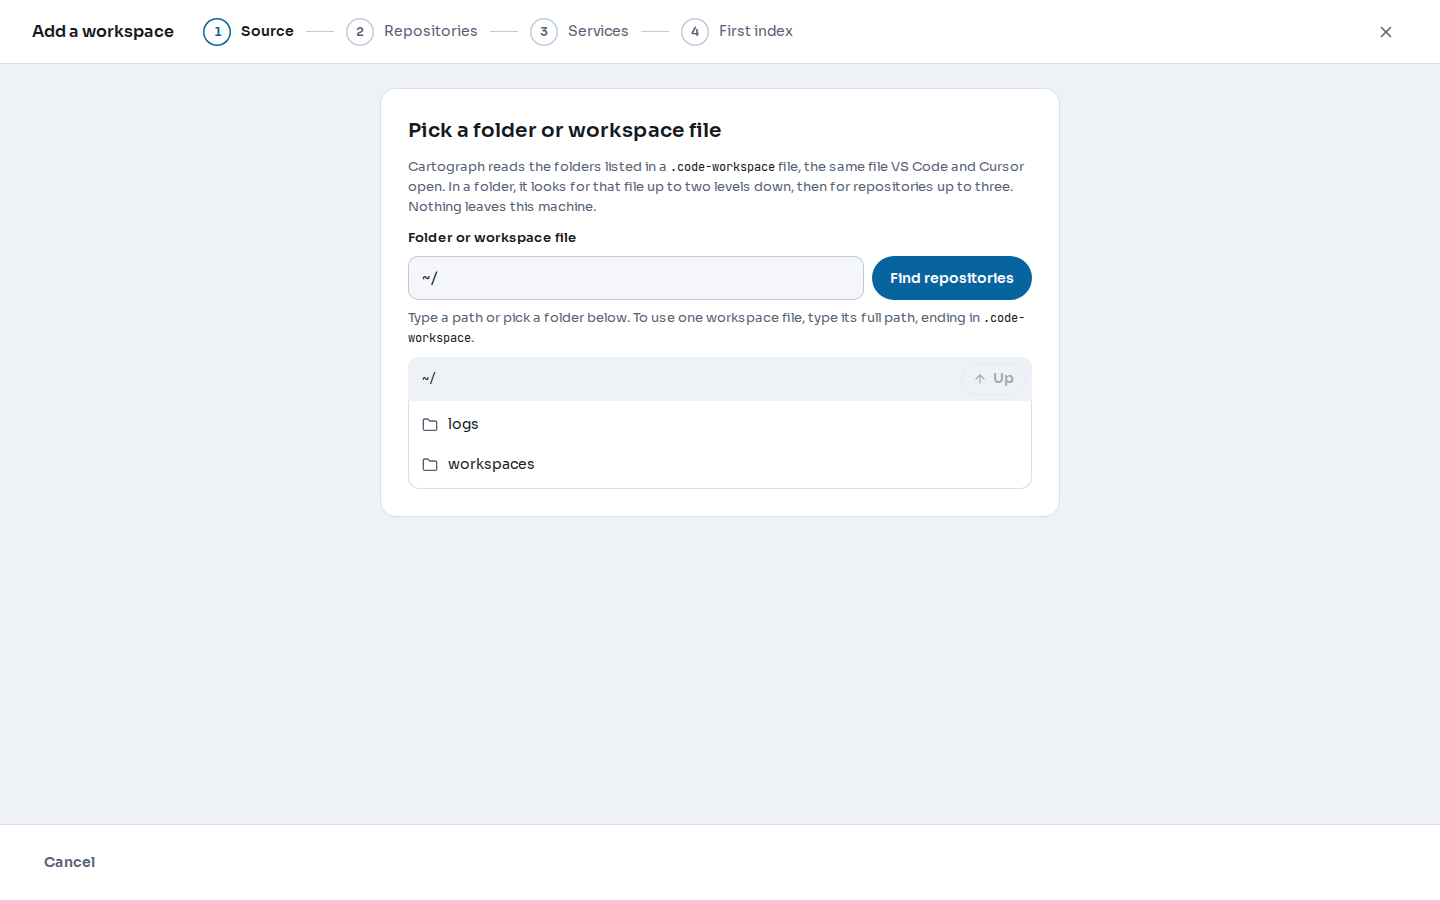 Add a workspace
1 Source
2 Repositories
3 Services
4 First index
Pick a folder or workspace file
Cartograph reads the folders listed in a .code-workspace file, the same file VS Code and Cursor
open. In a folder, it looks for that file up to two levels down, then for repositories up to three.
Nothing leaves this machine.
Folder or workspace file
~/
Find repositories
Type a path or pick a folder below. To use one workspace file, type its full path, ending in .code-
workspace.
~/
Up
logs
workspaces
Cancel